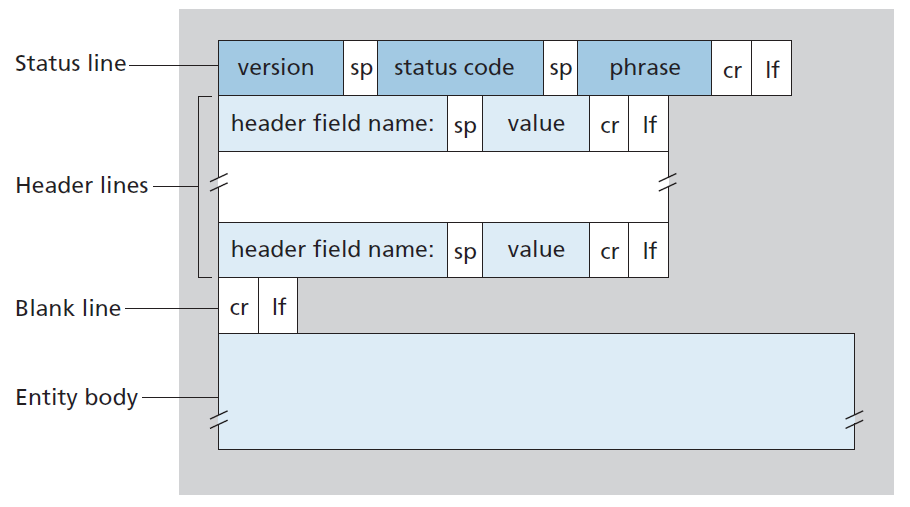 Status line version sp status code sp phrase cr lf
header field name: sp value cr lf
Header lines
header field name: sp value cr lf
Blank line cr lf
Entity body